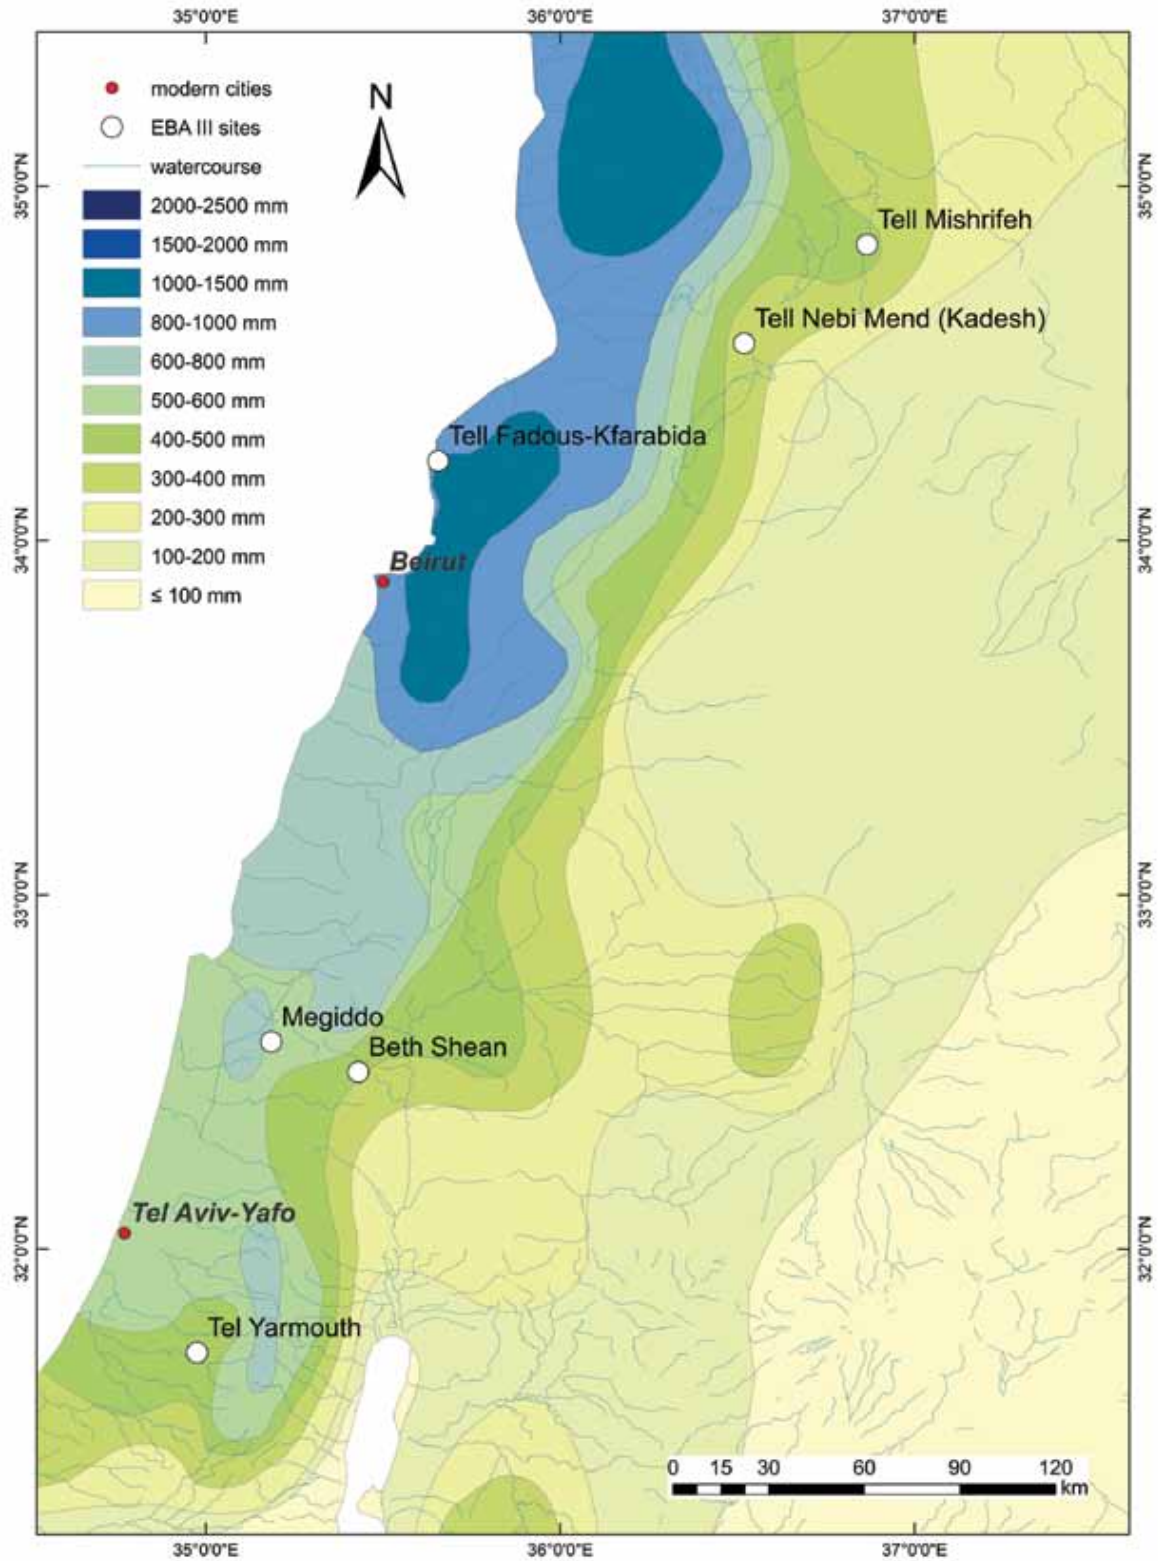 35°0'0"E 36°0'0"E 37°0'0"E
modern cities
EBA III sites
watercourse
2000-2500 mm
1500-2000 mm
1000-1500 mm
800-1000 mm
600-800 mm
500-600 mm
400-500 mm
300-400 mm
200-300 mm
100-200 mm
≤ 100 mm
N
35°0'0"N 35°0'0"N
Tell Mishrifeh
Tell Nebi Mend (Kadesh)
Tell Fadous-Kfarabida
34°0'0"N 34°0'0"N
Beirut
33°0'0"N 33°0'0"N
Megiddo
Beth Shean
Tel Aviv-Yafo
32°0'0"N 32°0'0"N
Tel Yarmouth
0 15 30 60 90 120
km
35°0'0"E 36°0'0"E 37°0'0"E